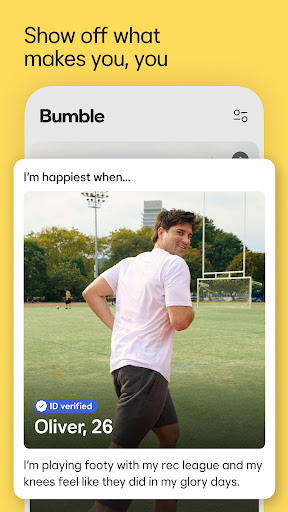 Show off what
makes you, you
Bumble
I'm happiest when...
ID verified
Oliver, 26
I'm playing footy with my rec league and my
knees feel like they did in my glory days.